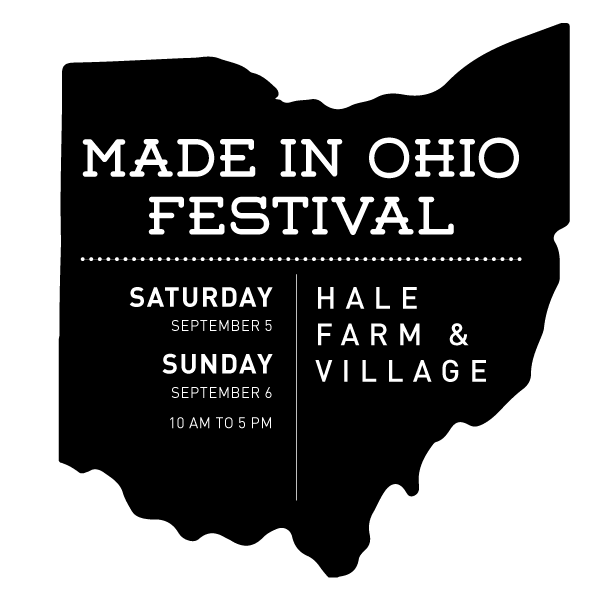 MADE IN OHIO
FESTIVAL
SATURDAY
SEPTEMBER 5
SUNDAY
SEPTEMBER 6
10 AM TO 5 PM
HALE
FARM &
VILLAGE